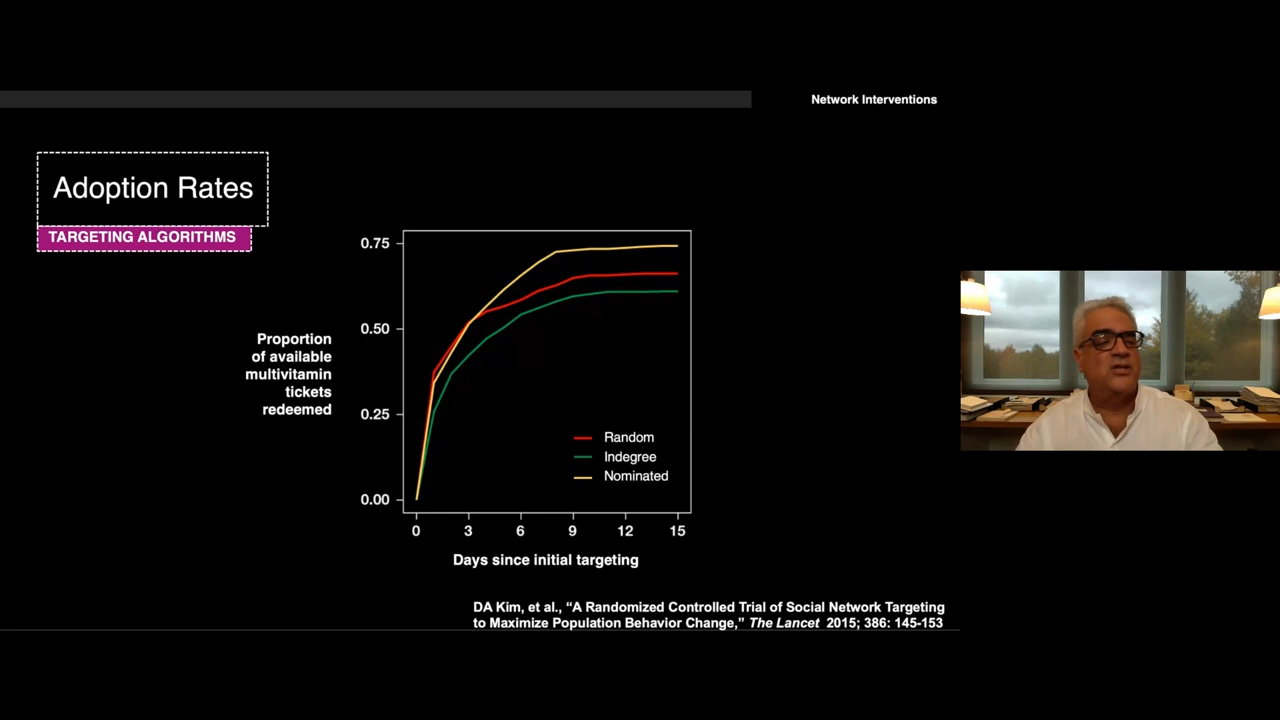 Network Interventions
Adoption Rates
TARGETING ALGORITHMS
Proportion
of available
multivitamin
tickets
redeemed
0.75
0.50
0.25
0.00
Random
Indegree
Nominated
0 3 6 9 12 15
Days since initial targeting
DA Kim, et al., “A Randomized Controlled Trial of Social Network Targeting
to Maximize Population Behavior Change,” The Lancet 2015; 386: 145-153